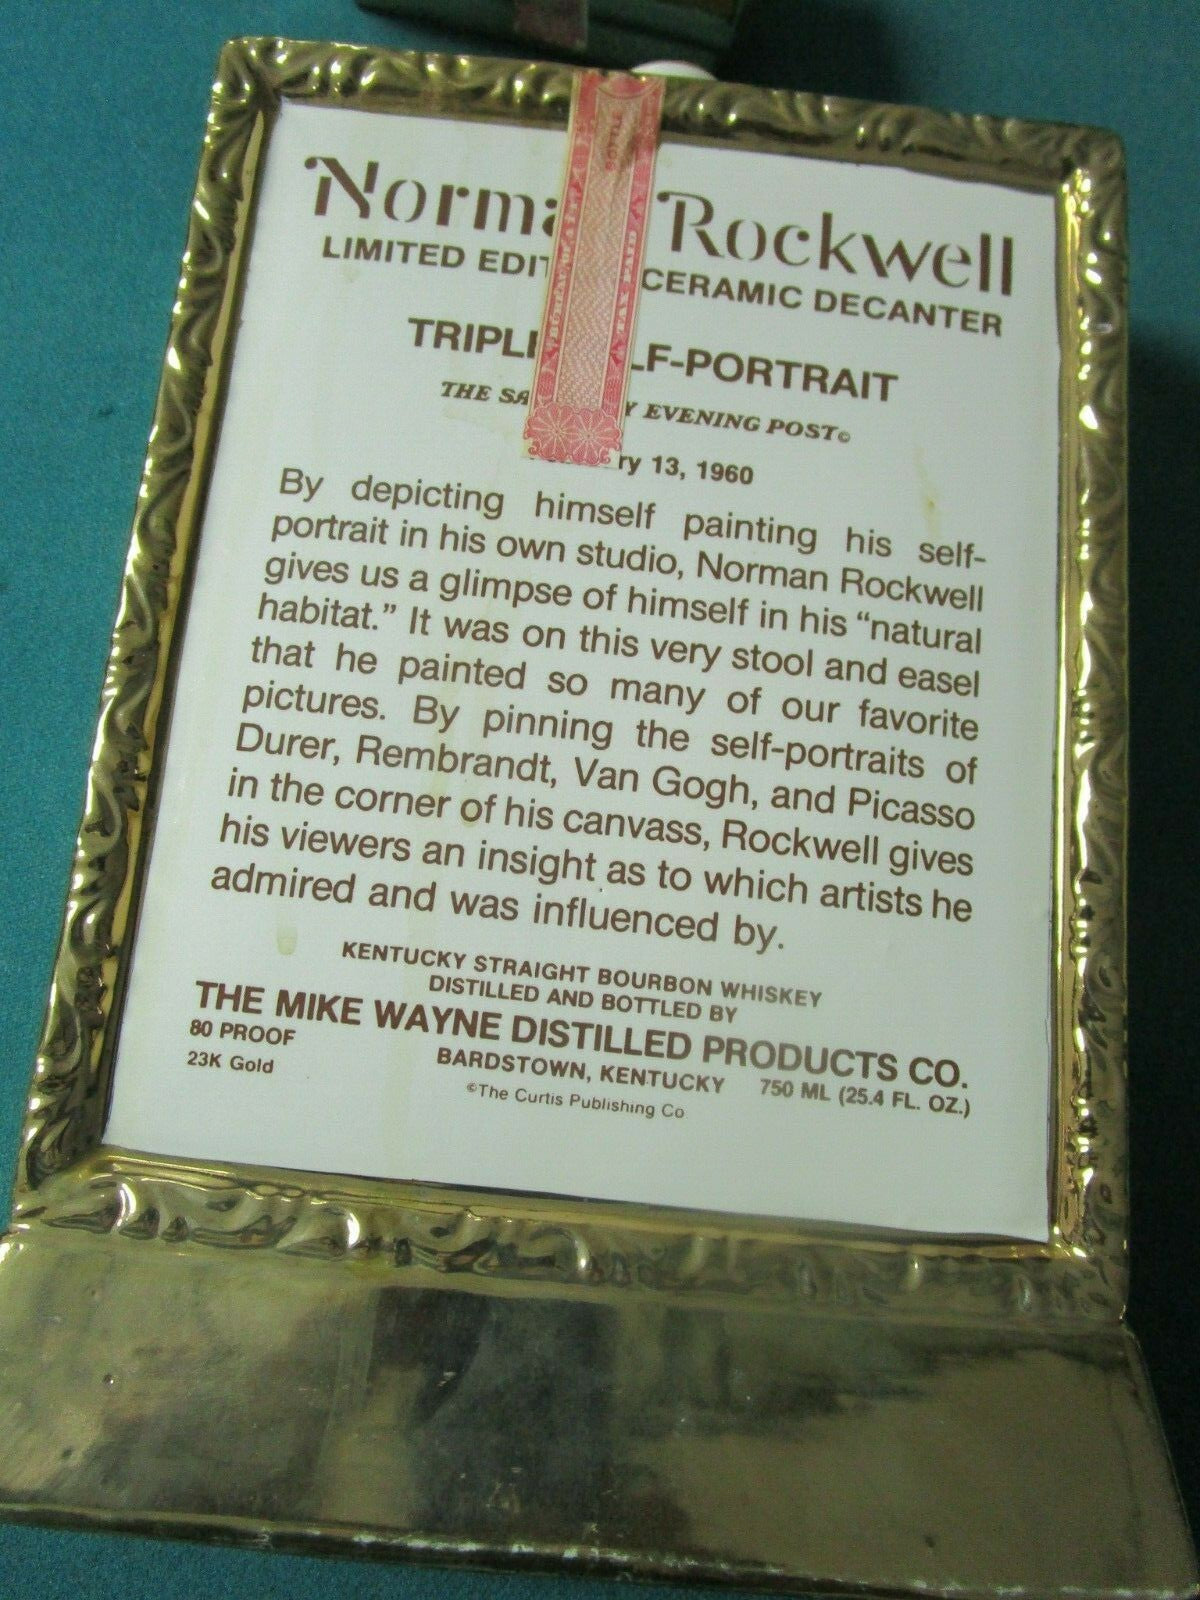 Norma Rockwell
LIMITED EDIT CERAMIC DECANTER
TRIPL LF-PORTRAIT
THE SA Y EVENING POST©
ry 13, 1960
By depicting himself painting his self-
portrait in his own studio, Norman Rockwell
gives us a glimpse of himself in his “natural
habitat.” It was on this very stool and easel
that he painted so many of our favorite
pictures. By pinning the self-portraits of
Durer, Rembrandt, Van Gogh, and Picasso
in the corner of his canvass, Rockwell gives
his viewers an insight as to which artists he
admired and was influenced by.
KENTUCKY STRAIGHT BOURBON WHISKEY
DISTILLED AND BOTTLED BY
THE MIKE WAYNE DISTILLED PRODUCTS CO.
80 PROOF
BARDSTOWN, KENTUCKY 750 ML (25.4 FL. OZ.)
23K Gold
©The Curtis Publishing Co
TAX PAID